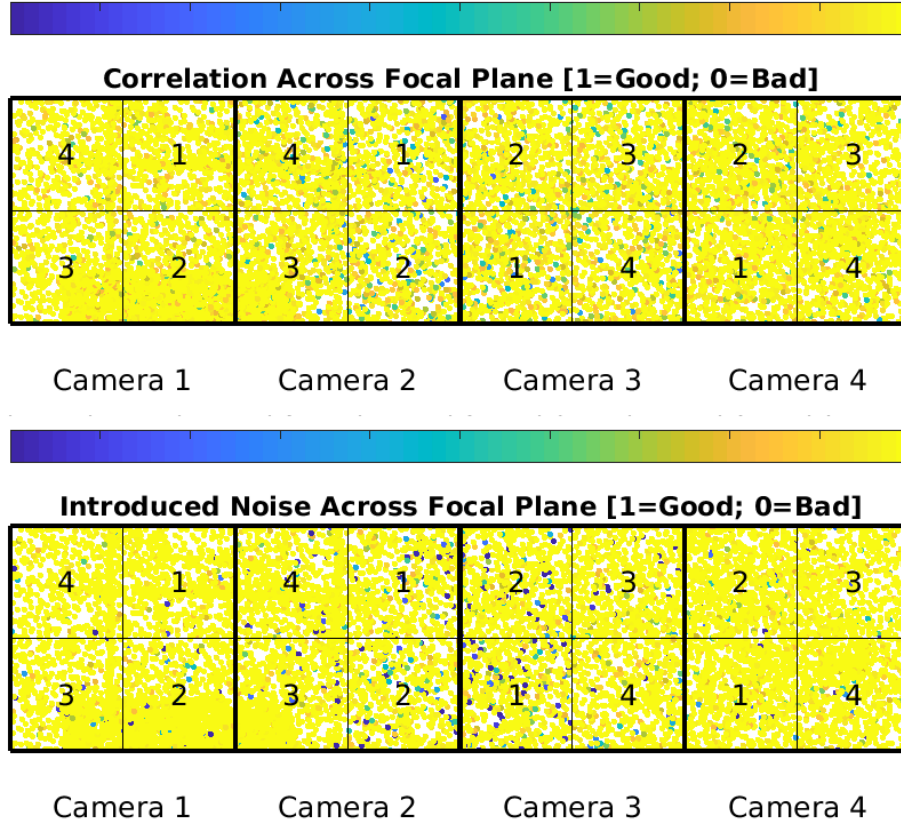 Correlation Across Focal Plane [1=Good; 0=Bad]
4 1 4 1 2 3 2 3
3 2 3 2 1 4 1 4
Camera 1 Camera 2 Camera 3 Camera 4
Introduced Noise Across Focal Plane [1=Good; 0=Bad]
4 1 4 1 2 3 2 3
3 2 3 2 1 4 1 4
Camera 1 Camera 2 Camera 3 Camera 4